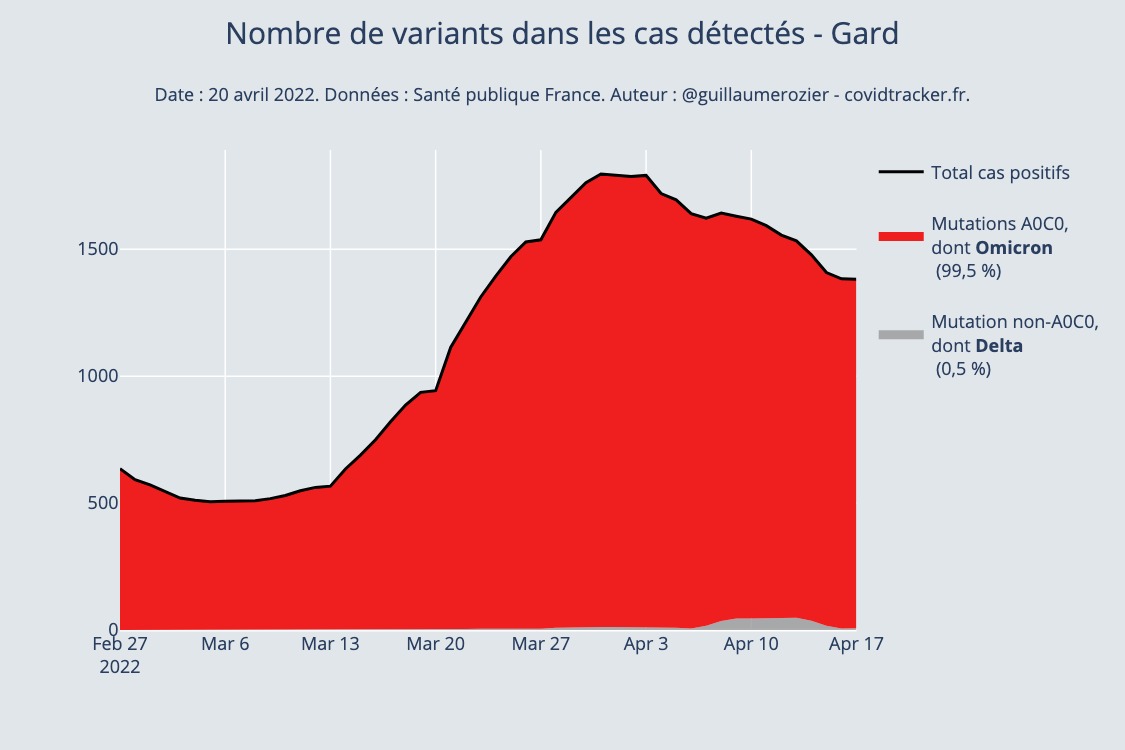 Nombre de variants dans les cas détectés - Gard
Date : 20 avril 2022. Données : Santé publique France. Auteur : @guillaumerozier - covidtracker.fr.
Total cas positifs
Mutations A0C0,
dont Omicron
(99,5 %)
Mutation non-A0C0,
dont Delta
(0,5 %)
1500
1000
500
0
Feb 27 Mar 6 Mar 13 Mar 20 Mar 27 Apr 3 Apr 10 Apr 17
2022